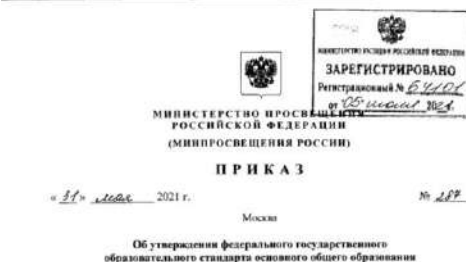 МИНИСТЕРСТВО ЮСТИЦИИ РОССИЙСКОЙ ФЕДЕРАЦИИ
ЗАРЕГИСТРИРОВАНО
Регистрационный № 64101
от "05" июля 2021.
МИНИСТЕРСТВО ПРОСВЕЩЕНИЯ
РОССИЙСКОЙ ФЕДЕРАЦИИ
(МИНПРОСВЕЩЕНИЯ РОССИИ)
ПРИКАЗ
« 31 » мая 2021 г.
№ 287
Москва
Об утверждении федерального государственного
образовательного стандарта основного общего образования